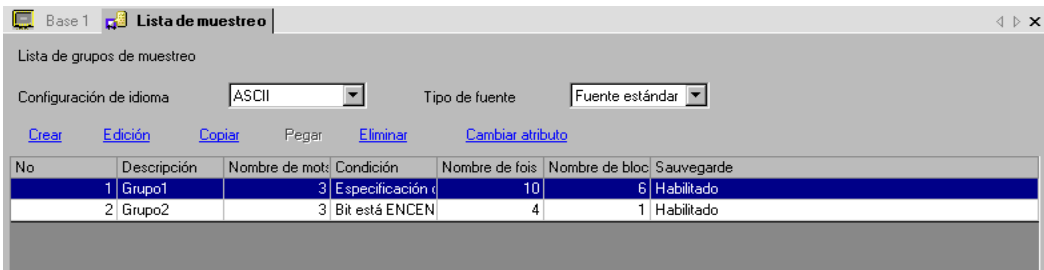 Base 1 Lista de muestreo
Lista de grupos de muestreo
Configuración de idioma ASCII Tipo de fuente Fuente estándar
Crear Edición Copiar Pegar Eliminar Cambiar atributo
No Descripción Nombre de mots Condición Nombre de fois Nombre de bloc Sauvegarde
1 Grupo1 3 Especificación 10 6 Habilitado
2 Grupo2 3 Bit está ENCEN 4 1 Habilitado